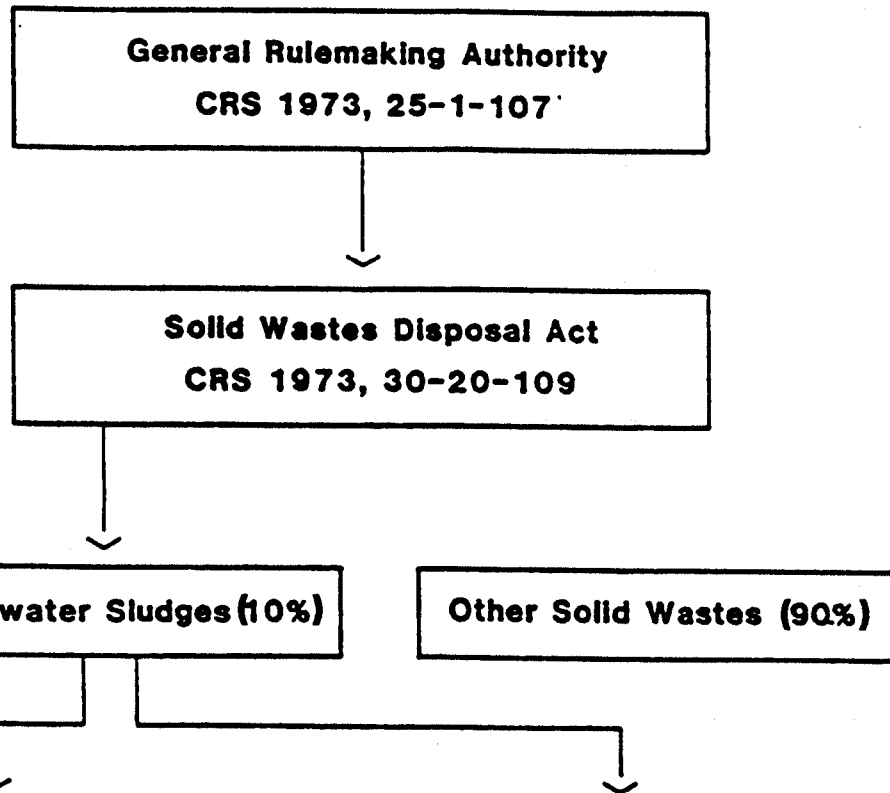 General Rulemaking Authority
CRS 1973, 25-1-107
Solid Wastes Disposal Act
CRS 1973, 30-20-109
water Sludges (10%)
Other Solid Wastes (90%)